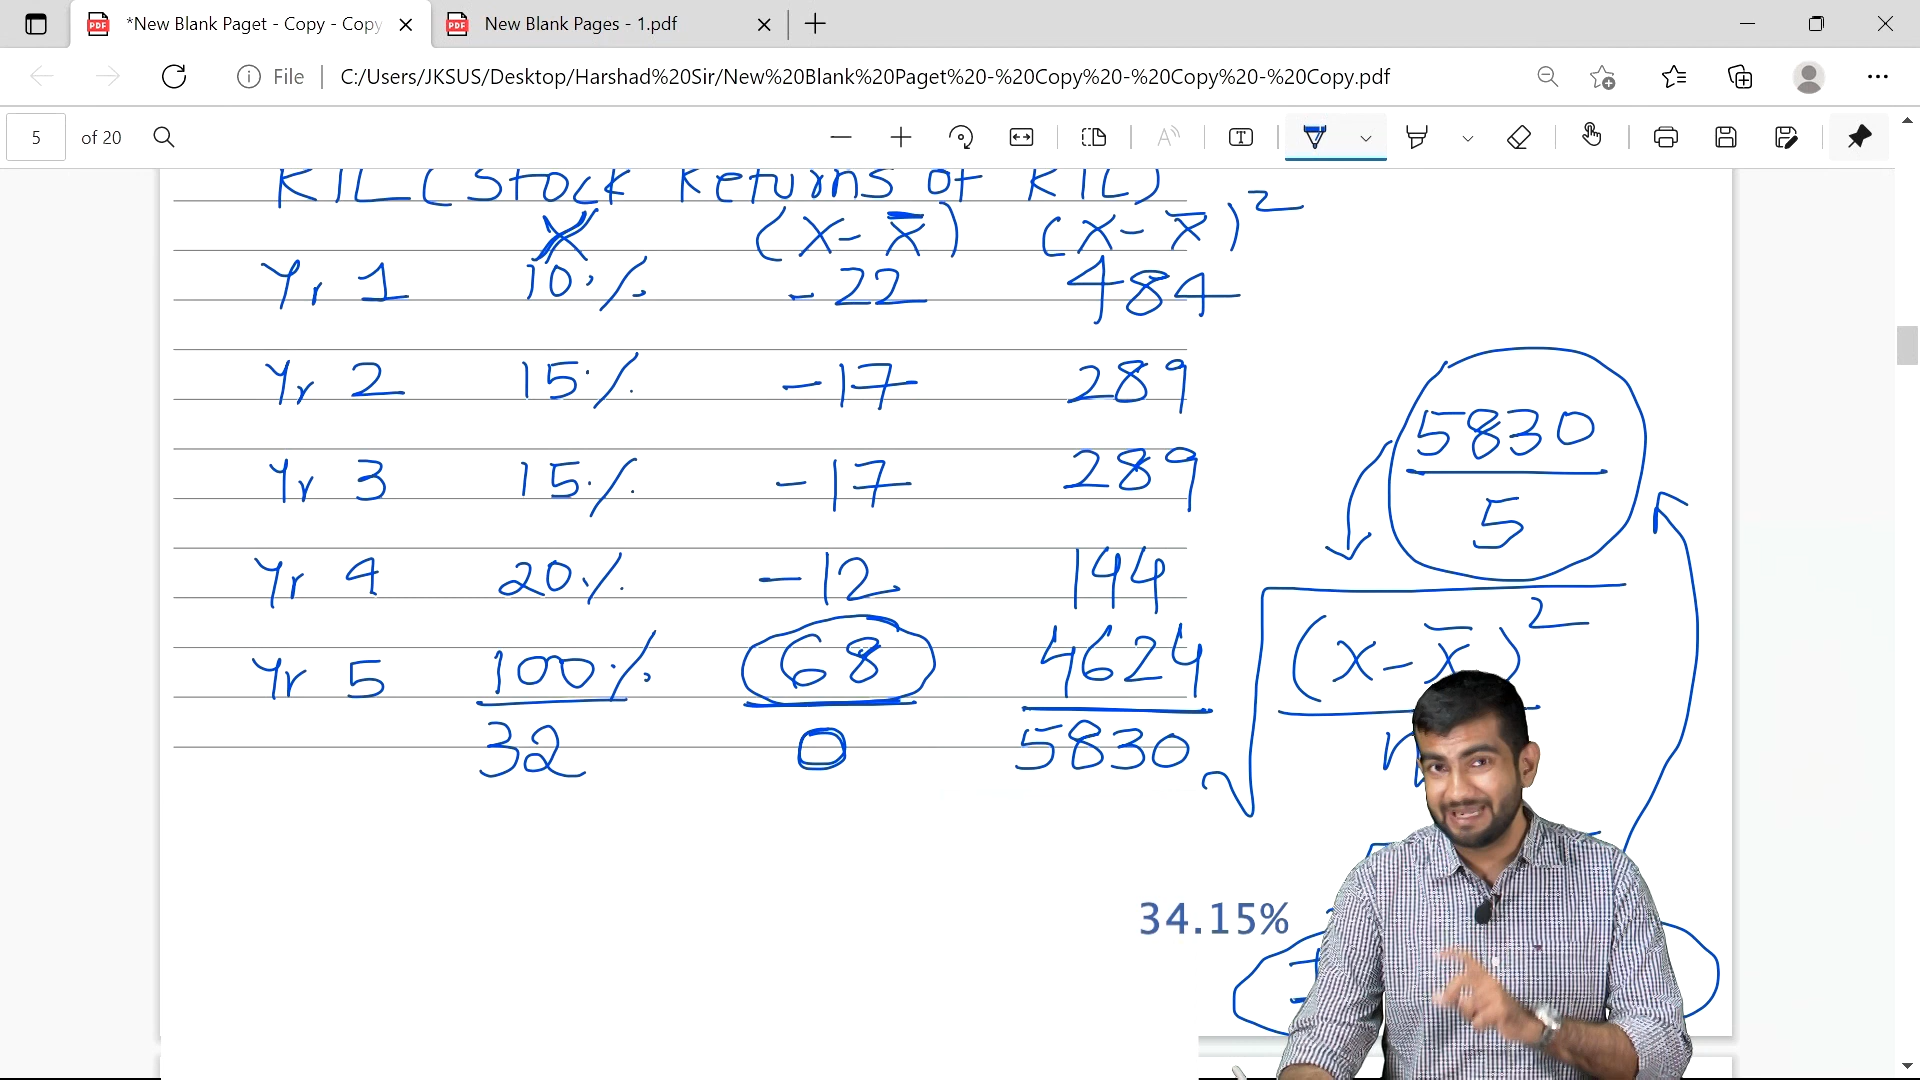 *New Blank Paget - Copy - Copy
New Blank Pages - 1.pdf
File
C:/Users/JKSUS/Desktop/Harshad%20Sir/New%20Blank%20Paget%20-%20Copy%20-%20Copy%20-%20Copy.pdf
5 of 20
RIL (Stock Returns of RIL)
X (x - x̄) (x - x̄)²
Yr 1 10% -22 484
Yr 2 15% -17 289
Yr 3 15% -17 289
Yr 4 20% -12 144
Yr 5 100% 68 4624
32 0 5830
5830
5
√(x - x̄)²
n
34.15%